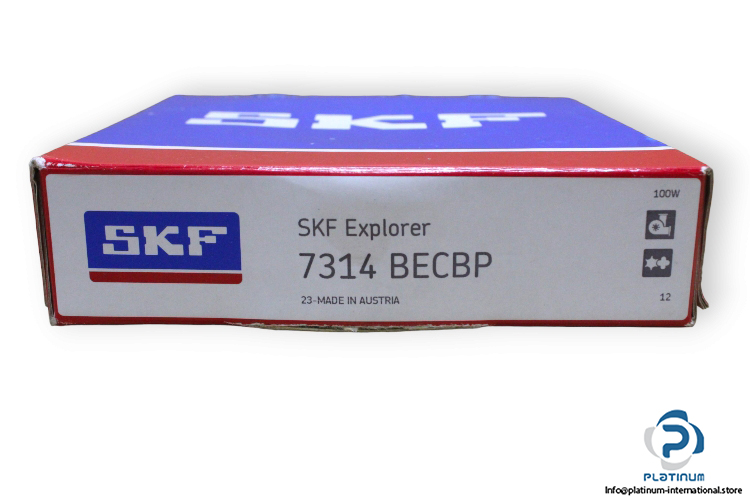 SKF
100W
SKF
SKF Explorer
7314 BECBP
23-MADE IN AUSTRIA
12
PLATINUM
Info@platinum-international.store